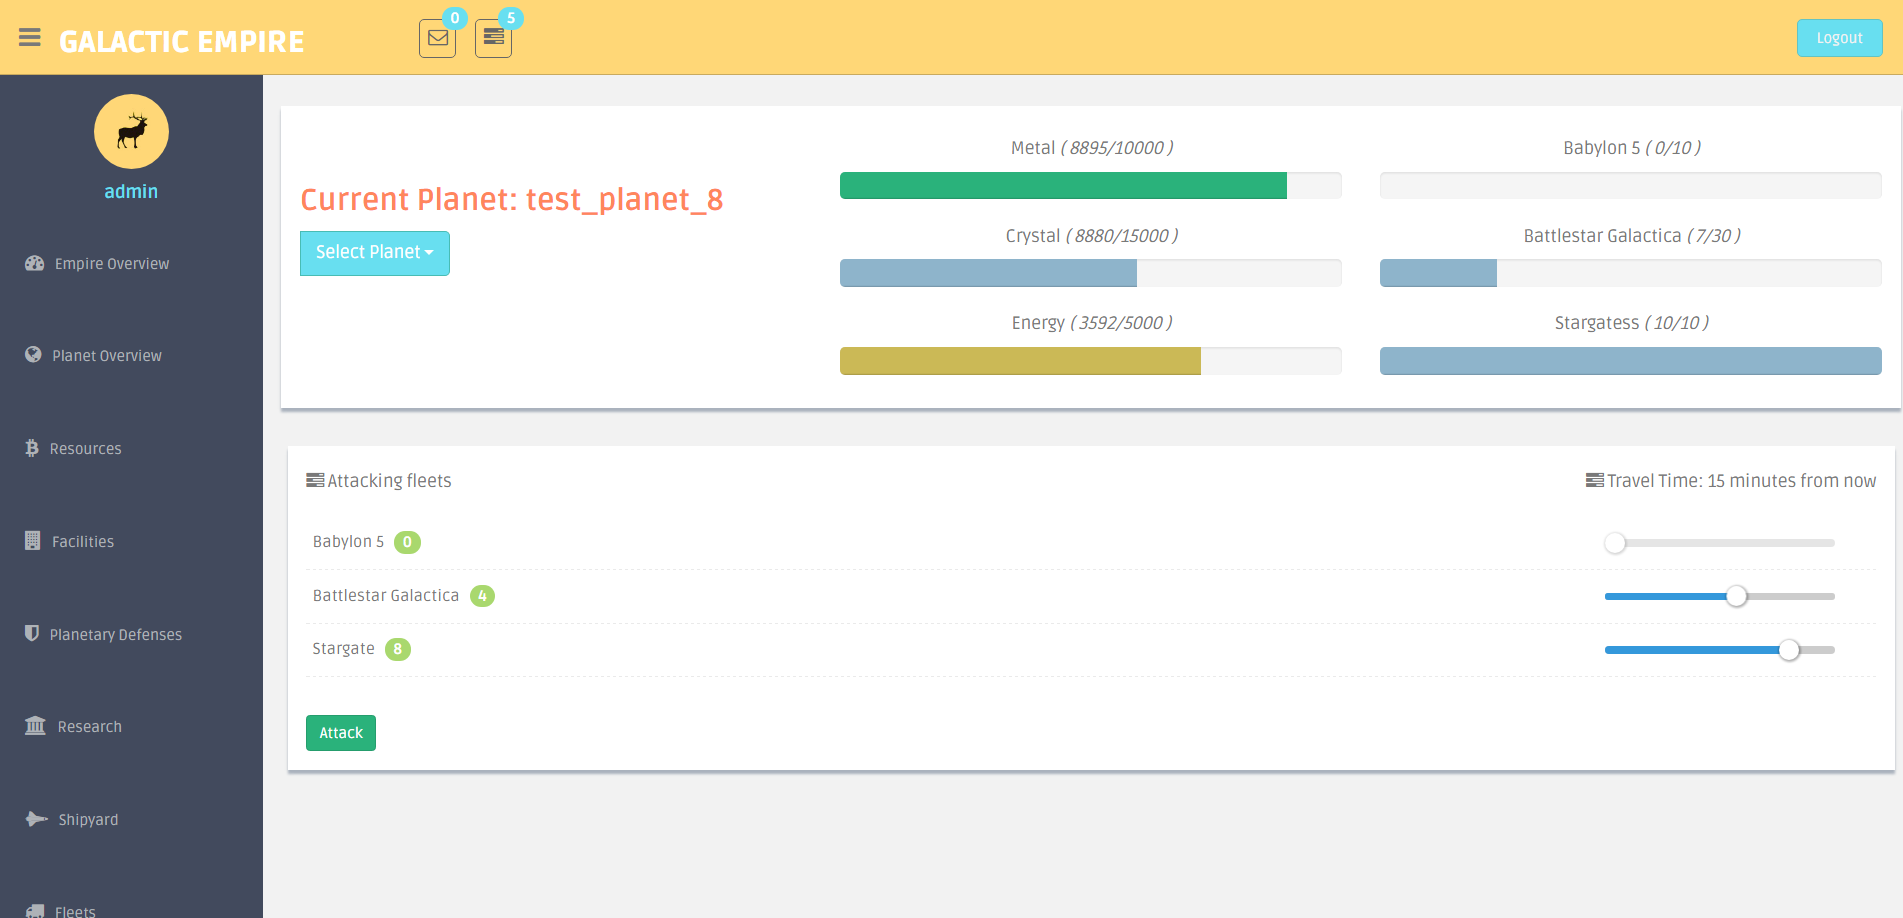 GALACTIC EMPIRE
0
5
Logout
admin
Empire Overview
Planet Overview
Resources
Facilities
Planetary Defenses
Research
Shipyard
Fleets
Current Planet: test_planet_8
Select Planet
Metal ( 8895/10000 )
Crystal ( 8880/15000 )
Energy ( 3592/5000 )
Babylon 5 ( 0/10 )
Battlestar Galactica ( 7/30 )
Stargatess ( 10/10 )
Attacking fleets
Travel Time: 15 minutes from now
Babylon 5 0
Battlestar Galactica 4
Stargate 8
Attack